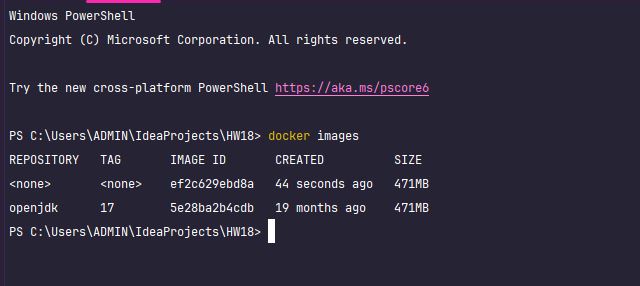 Windows PowerShell
Copyright (C) Microsoft Corporation. All rights reserved.
Try the new cross-platform PowerShell https://aka.ms/pscore6
PS C:\Users\ADMIN\IdeaProjects\HW18> docker images
REPOSITORY   TAG       IMAGE ID       CREATED          SIZE
<none>       <none>    ef2c629ebd8a   44 seconds ago   471MB
openjdk      17        5e28ba2b4cdb   19 months ago    471MB
PS C:\Users\ADMIN\IdeaProjects\HW18>